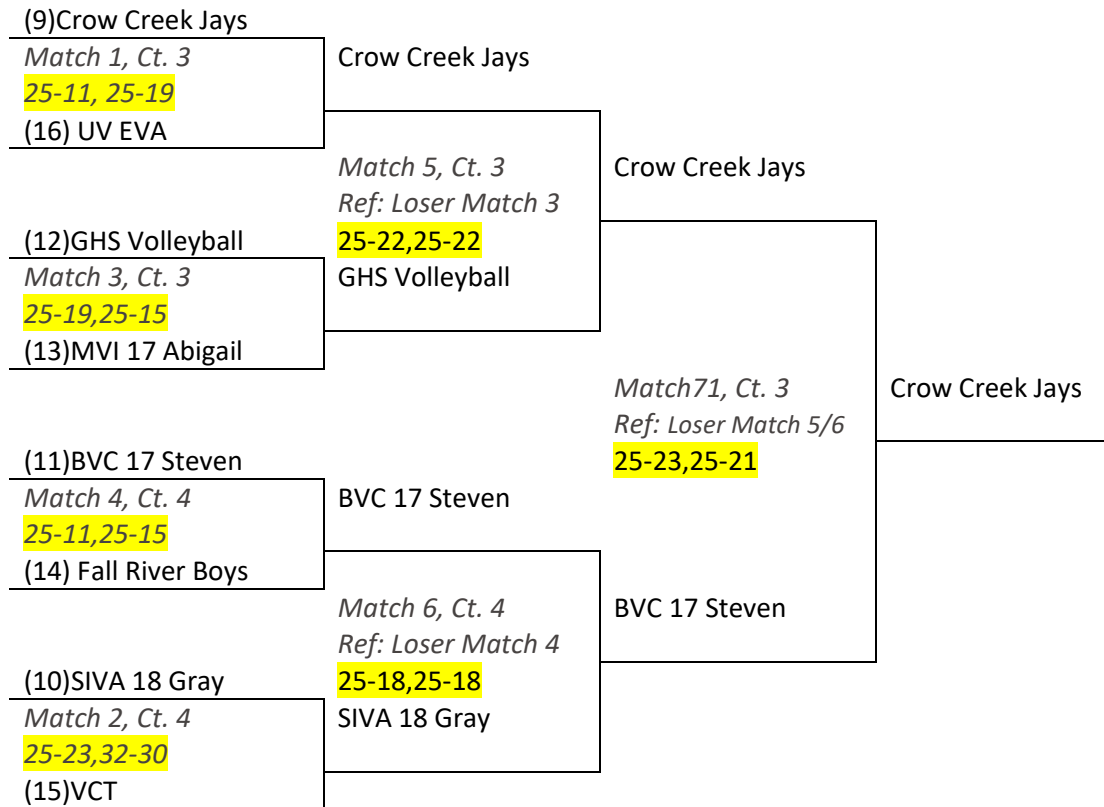 (9)Crow Creek Jays
Match 1, Ct. 3
25-11, 25-19
(16) UV EVA
Crow Creek Jays
(12)GHS Volleyball
Match 3, Ct. 3
25-19,25-15
(13)MVI 17 Abigail
Match 5, Ct. 3
Ref: Loser Match 3
25-22,25-22
GHS Volleyball
Crow Creek Jays
(11)BVC 17 Steven
Match 4, Ct. 4
25-11,25-15
(14) Fall River Boys
BVC 17 Steven
(10)SIVA 18 Gray
Match 2, Ct. 4
25-23,32-30
(15)VCT
Match 6, Ct. 4
Ref: Loser Match 4
25-18,25-18
SIVA 18 Gray
BVC 17 Steven
Match71, Ct. 3
Ref: Loser Match 5/6
25-23,25-21
Crow Creek Jays